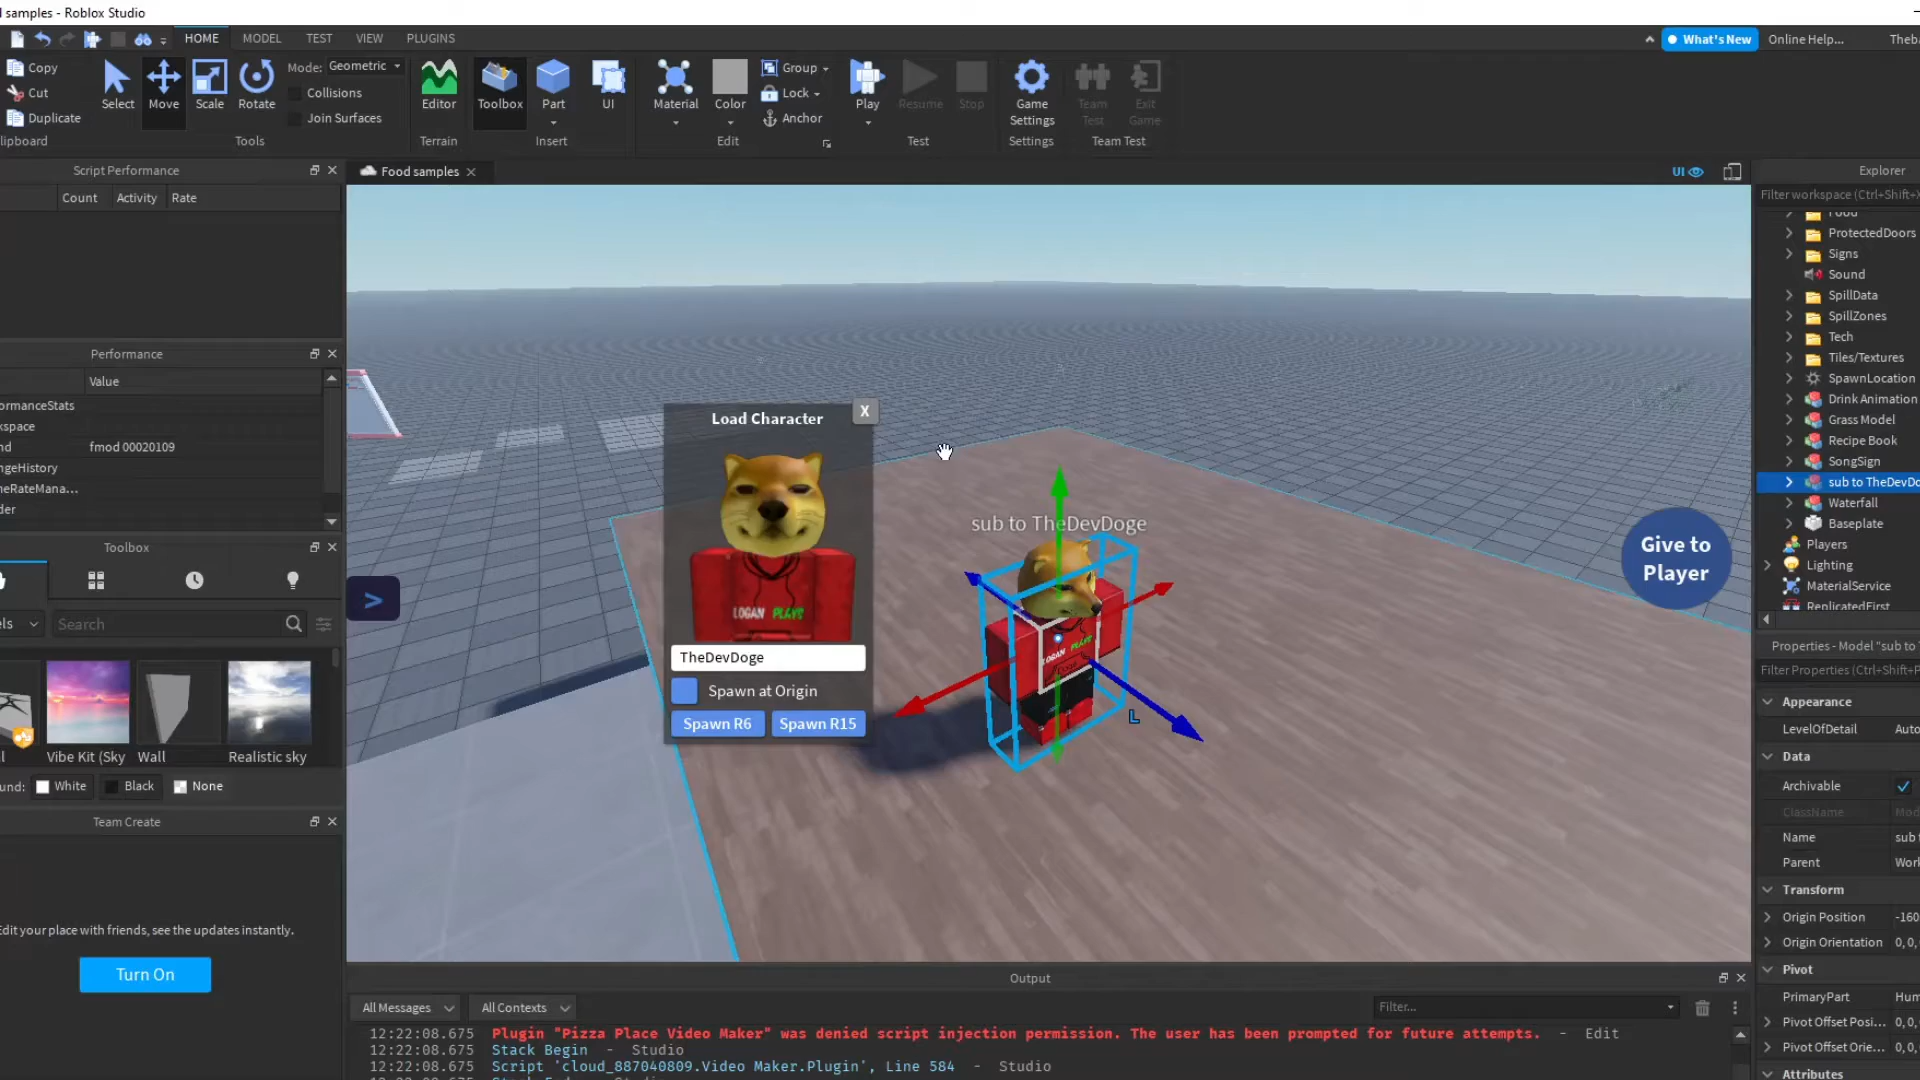 l samples - Roblox Studio
HOME
MODEL
TEST
VIEW
PLUGINS
What's New
Online Help...
Theb
Copy
Cut
Duplicate
lipboard
Select
Move
Scale
Rotate
Mode:
Geometric
Collisions
Join Surfaces
Tools
Editor
Terrain
Toolbox
Part
UI
Insert
Material
Color
Group
Lock
Anchor
Edit
Play
Resume
Stop
Test
Game
Settings
Settings
Team
Test
Exit
Game
Team Test
Script Performance
Count
Activity
Rate
Performance
Value
ormanceStats
kspace
nd
fmod 00020109
ngeHistory
neRateMana...
der
Toolbox
els
Search
l
Vibe Kit (Sky
Wall
Realistic sky
und:
White
Black
None
Team Create
Edit your place with friends, see the updates instantly.
Turn On
Food samples
UI
>
Load Character
X
LOGAN PLAYS
TheDevDoge
Spawn at Origin
Spawn R6
Spawn R15
sub to TheDevDoge
LOGAN PLAYS
L
Give to
Player
Output
All Messages
All Contexts
Filter...
12:22:08.675 Plugin "Pizza Place Video Maker" was denied script injection permission. The user has been prompted for future attempts. - Edit
12:22:08.675 Stack Begin - Studio
12:22:08.675 Script 'cloud_887040809.Video Maker.Plugin', Line 584 - Studio
Explorer
Filter workspace (Ctrl+Shift+X
Food
ProtectedDoors
Signs
Sound
SpillData
SpillZones
Tech
Tiles/Textures
SpawnLocation
Drink Animation
Grass Model
Recipe Book
SongSign
sub to TheDevDo
Waterfall
Baseplate
Players
Lighting
MaterialService
ReplicatedFirst
Properties - Model "sub to
Filter Properties (Ctrl+Shift+P
Appearance
LevelOfDetail
Auto
Data
Archivable
ClassName
Mod
Name
sub
Parent
Work
Transform
Origin Position
-160
Origin Orientation
0, 0,
Pivot
PrimaryPart
Hum
Pivot Offset Posi...
0, 0,
Pivot Offset Orie...
0, 0,
Attributes